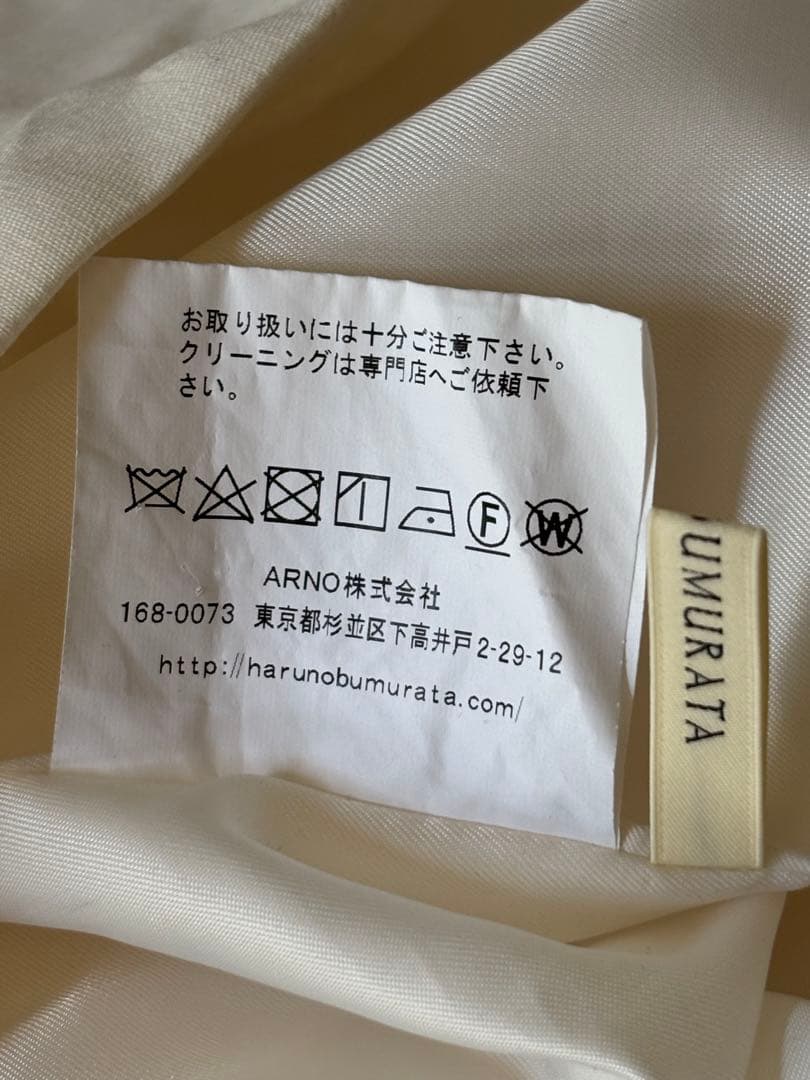 お取り扱いには十分ご注意下さい。
クリーニングは専門店へご依頼下
さい。
F
W
ARNO株式会社
168-0073 東京都杉並区下高井戸2-29-12
http://harunobumurata.com/
UMURATA